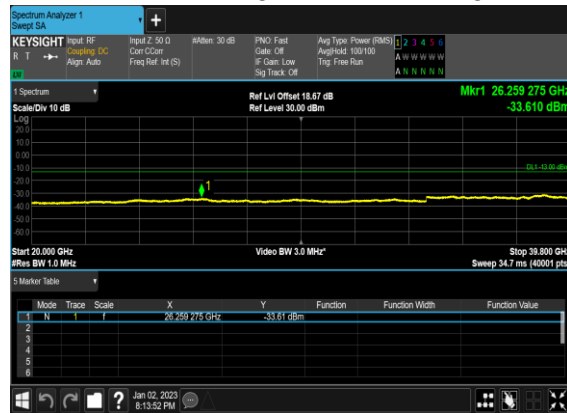 Spectrum Analyzer 1
Swept SA
+
KEYSIGHT Input: RF Input Z: 50 Ω #Atten: 30 dB PNO: Fast Avg Type: Power (RMS) 1 2 3 4 5 6
R T Coupling: DC Corr CCorr Gate: Off Avg|Hold: 100/100 A W W W W W
Align: Auto Freq Ref: Int (S) IF Gain: Low Trig: Free Run
Sig Track: Off A N N N N N
1 Spectrum
Ref Lvl Offset 18.67 dB Mkr1 26.259 275 GHz
Scale/Div 10 dB Ref Level 30.00 dBm -33.610 dBm
Log
20.0
10.0
0.00
-10.0
DL1 -13.00 dBm
-20.0
1
-30.0
-40.0
-50.0
-60.0
Start 20.000 GHz Video BW 3.0 MHz* Stop 39.800 GHz
#Res BW 1.0 MHz Sweep 34.7 ms (40001 pts
5 Marker Table
Mode Trace Scale X Y Function Function Width Function Value
1 N 1 f 26.259 275 GHz -33.61 dBm
2
3
4
5
6
? Jan 02, 2023
8:13:52 PM